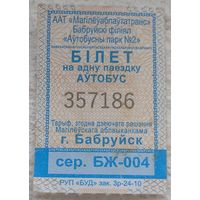 ААТ «Магілёўаблаўтатранс»
Бабруйскі філіял
«Аўтобусны парк №2»
БІЛЕТ
на адну паездку
АЎТОБУС
357186
Тарыф, згодна дзеючага рашэння
Магілёўскага аблвыканкама
г. Бабруйск
сер. БЖ-004
РУП «БУД» зак. 3р-24-10